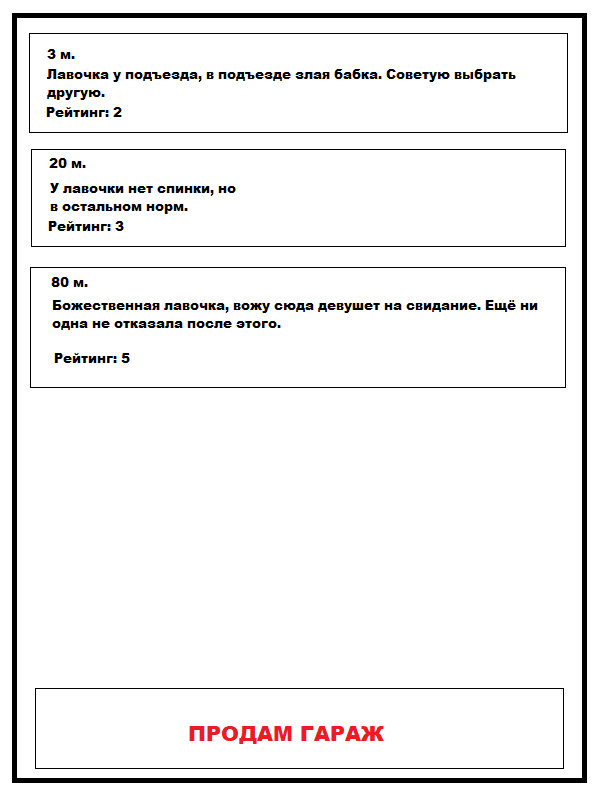 3 м.
Лавочка у подъезда, в подъезде злая бабка. Советую выбрать
другую.
Рейтинг: 2
20 м.
У лавочки нет спинки, но
в остальном норм.
Рейтинг: 3
80 м.
Божественная лавочка, вожу сюда девушет на свидание. Ещё ни
одна не отказала после этого.
Рейтинг: 5
ПРОДАМ ГАРАЖ